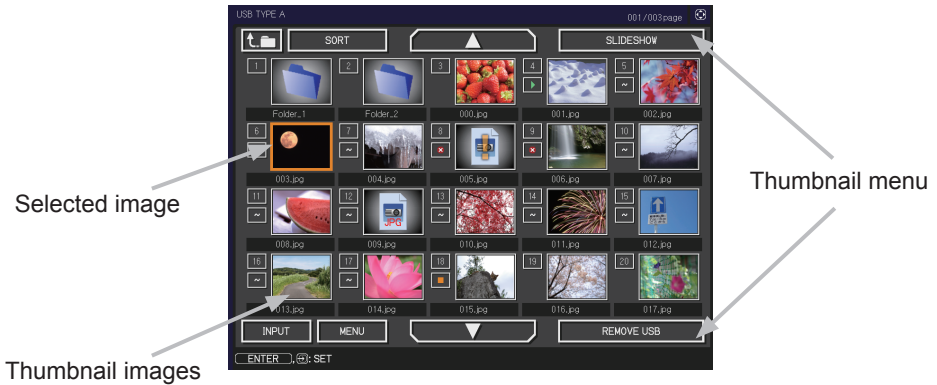 USB TYPE A 001/003page
SORT SLIDESHOW
1 2 3 4 5
Folder_1 Folder_2 000.jpg 001.jpg 002.jpg
6 7 8 9 10
003.jpg 004.jpg 005.jpg 006.jpg 007.jpg
Selected image
Thumbnail menu
11 12 13 14 15
JPG
008.jpg 009.jpg 010.jpg 011.jpg 012.jpg
16 17 18 19 20
013.jpg 014.jpg 015.jpg 016.jpg 017.jpg
INPUT MENU REMOVE USB
ENTER , : SET
Thumbnail images